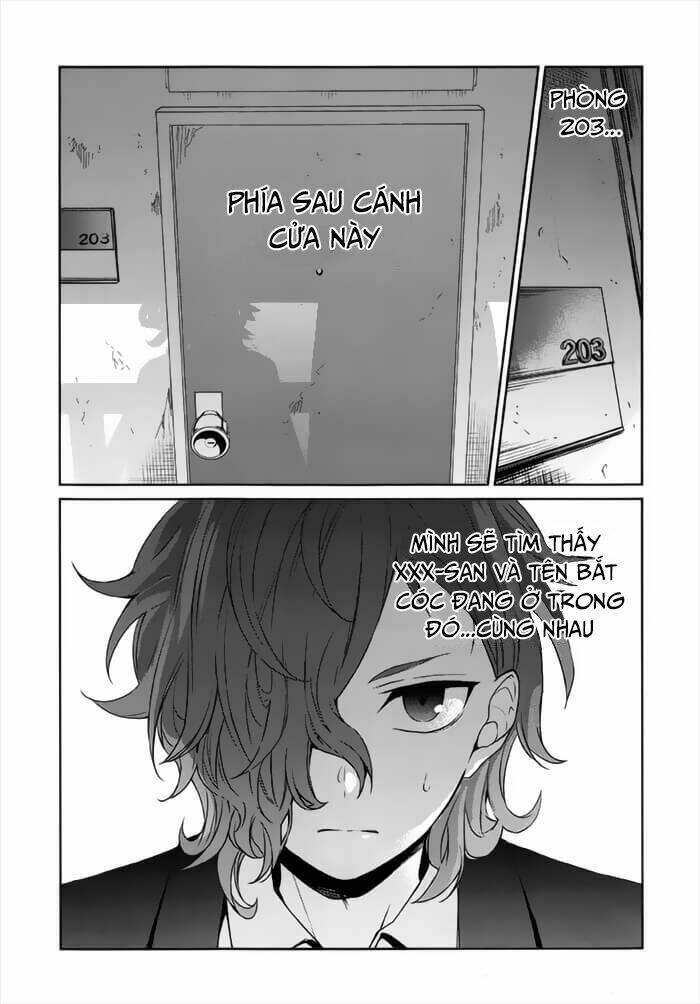 PHÒNG
203...
203
PHÍA SAU CÁNH
CỬA NÀY
203
MÌNH SẼ TÌM THẤY
XXX-SAN VÀ TÊN BẮT
CÓC ĐANG Ở TRONG
ĐÓ...CÙNG NHAU